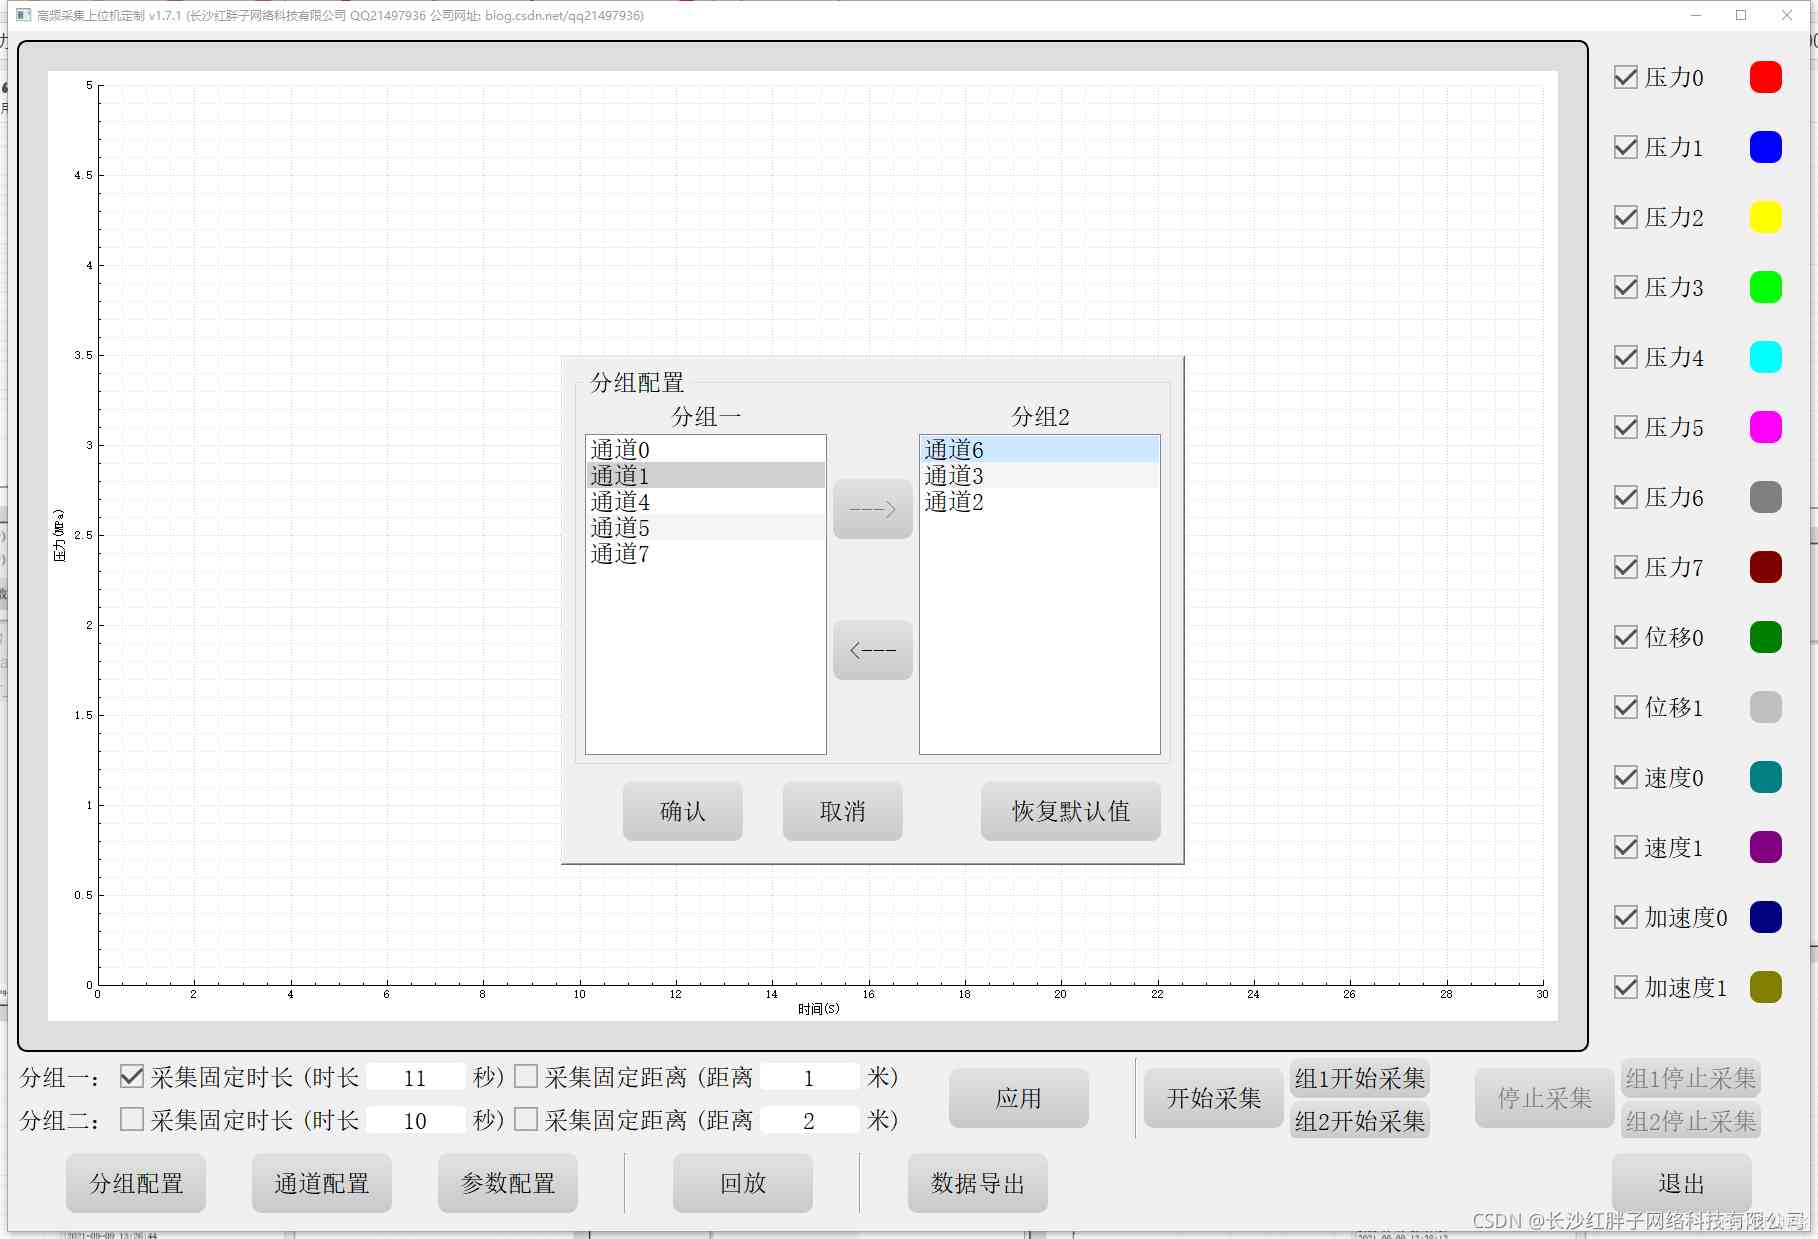 高频采集上位机定制 v1.7.1 (长沙红胖子网络科技有限公司 QQ21497936 公司网址: blog.csdn.net/qq21497936)
5
4.5
4
3.5
3
2.5
2
1.5
1
0.5
0
压力(MPa)
0 2 4 6 8 10 12 14 16 18 20 22 24 26 28 30
时间(S)
分组配置
分组一
通道0
通道1
通道4
通道5
通道7
--->
<---
分组2
通道6
通道3
通道2
确认 取消 恢复默认值
压力0
压力1
压力2
压力3
压力4
压力5
压力6
压力7
位移0
位移1
速度0
速度1
加速度0
加速度1
分组一: 采集固定时长 (时长 11 秒) 采集固定距离 (距离 1 米)
分组二: 采集固定时长 (时长 10 秒) 采集固定距离 (距离 2 米)
应用
开始采集
组1开始采集
组2开始采集
停止采集
组1停止采集
组2停止采集
分组配置 通道配置 参数配置 回放 数据导出 退出
CSDN @长沙红胖子网络科技有限公司